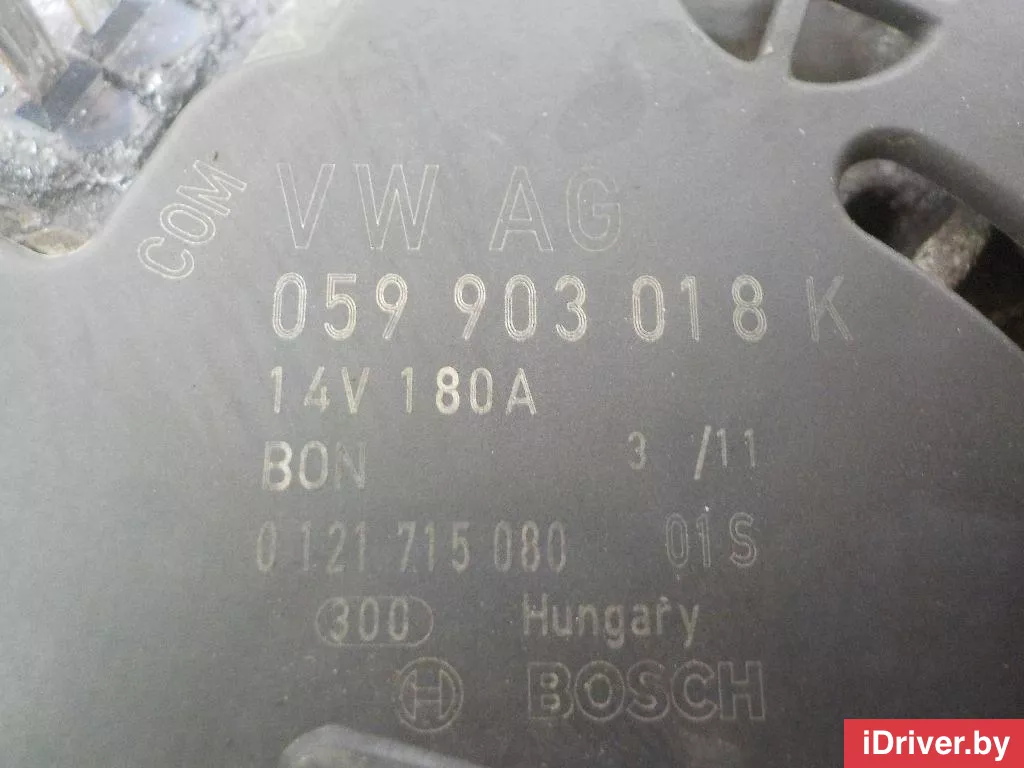 COM
VW AG
059 903 018 K
14V 180A
BON 3 /11
0 121 715 080 01S
300 Hungary
H BOSCH
iDriver.by